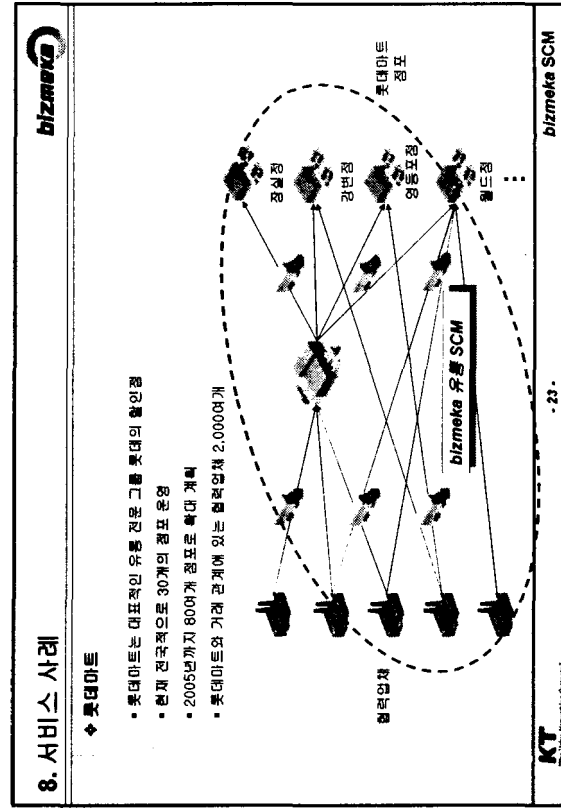 8. 서비스 사례
bizmeka
❖ 롯데마트
▪ 롯데마트는 대표적인 유통 전문 그룹 롯데의 할인점
▪ 현재 전국적으로 30개의 점포 운영
▪ 2005년까지 80여개 점포로 확대 계획
▪ 롯데마트와 거래 관계에 있는 협력업체 2,000여개
협력업체
bizmeka 유통 SCM
잠실점
강변점
영등포점
월드점
롯데마트
점포
KT
- 23 -
bizmeka SCM